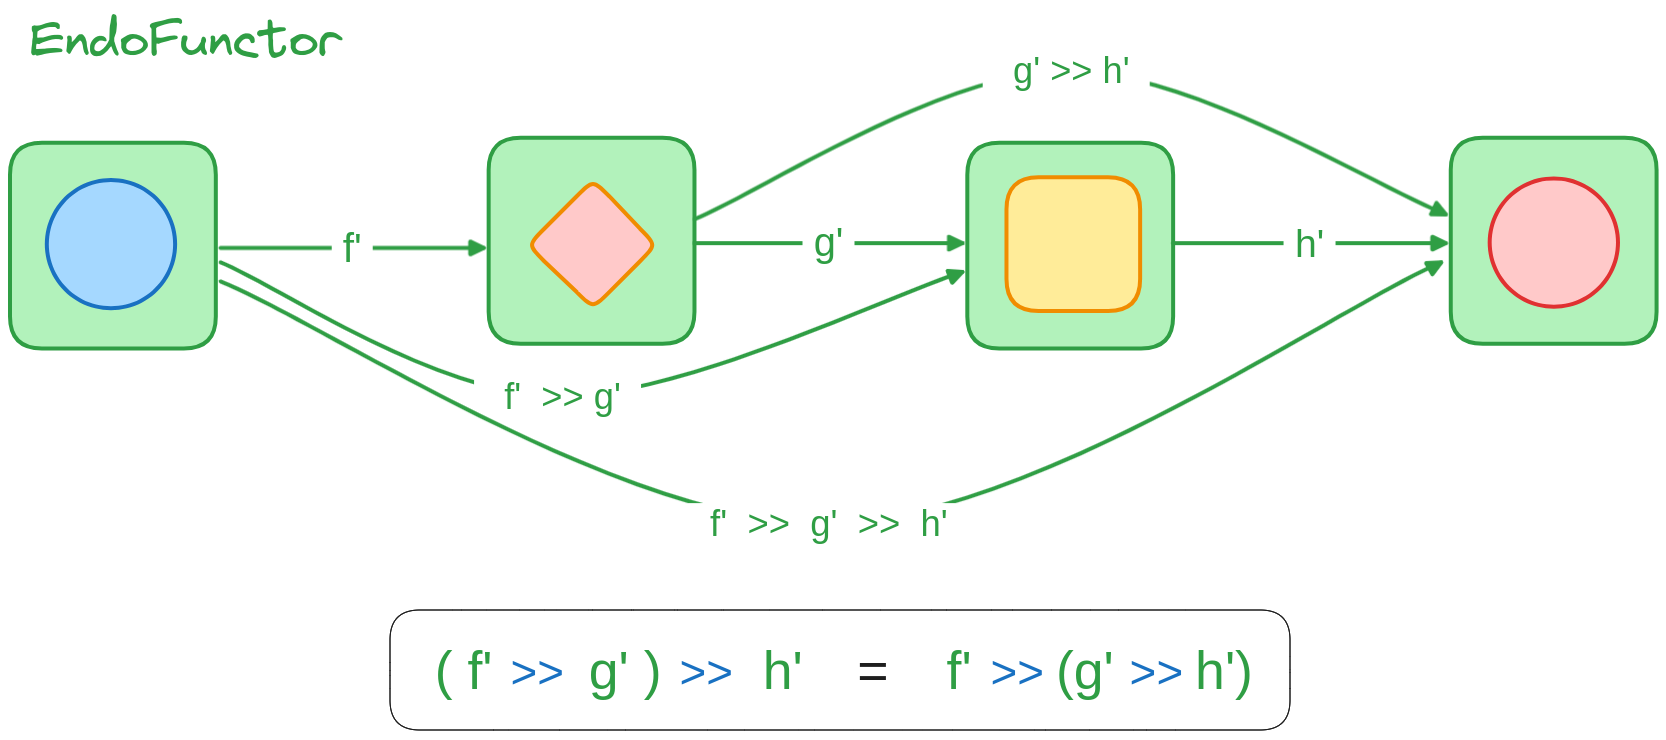 EndoFunctor
g' >> h'
f'
g'
h'
f' >> g'
f' >> g' >> h'
( f' >> g' ) >> h' = f' >> (g' >> h')